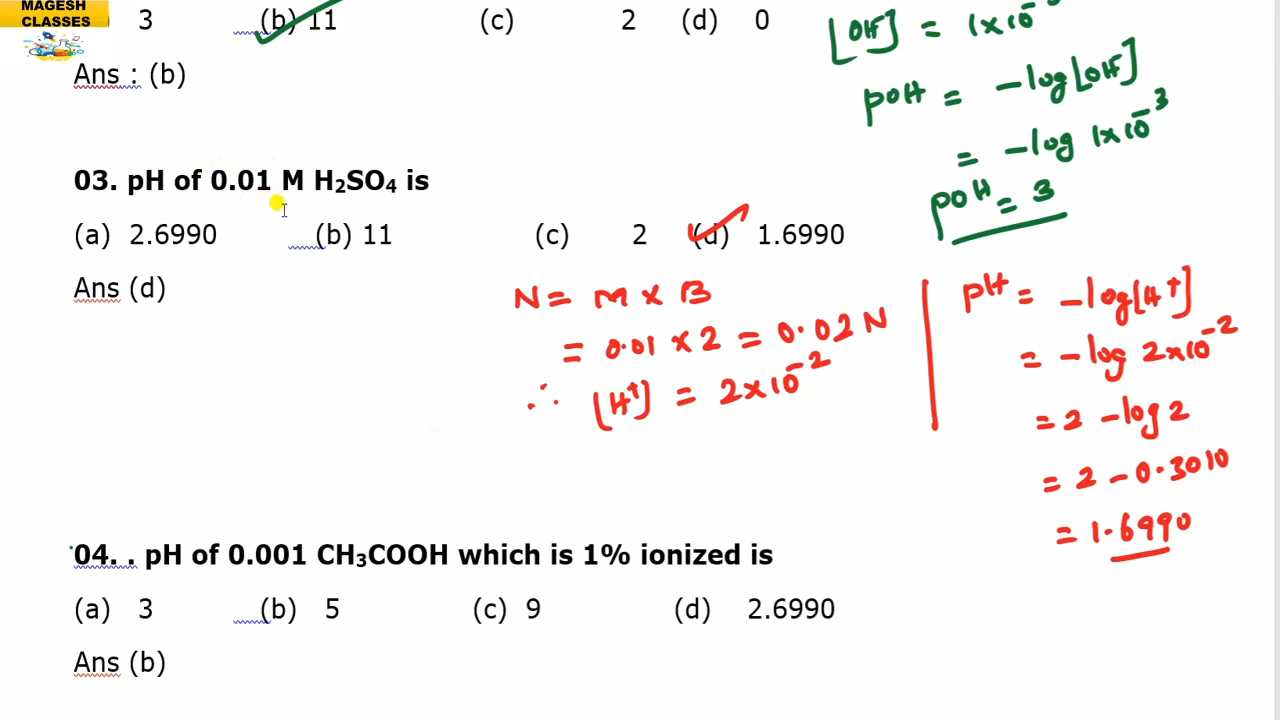 MAGESH
CLASSES
3 (b) 11 (c) 2 (d) 0
Ans : (b)
[OH] = 1×10⁻
pOH = -log[OH]
= -log 1×10⁻³
pOH = 3
03. pH of 0.01 M H₂SO₄ is
(a) 2.6990 (b) 11 (c) 2 (d) 1.6990
Ans (d)
N = M × B
= 0.01 × 2 = 0.02 N
∴ [H⁺] = 2×10⁻²
pH = -log[H⁺]
= -log 2×10⁻²
= 2 - log 2
= 2 - 0.3010
= 1.6990
04. . pH of 0.001 CH₃COOH which is 1% ionized is
(a) 3 (b) 5 (c) 9 (d) 2.6990
Ans (b)